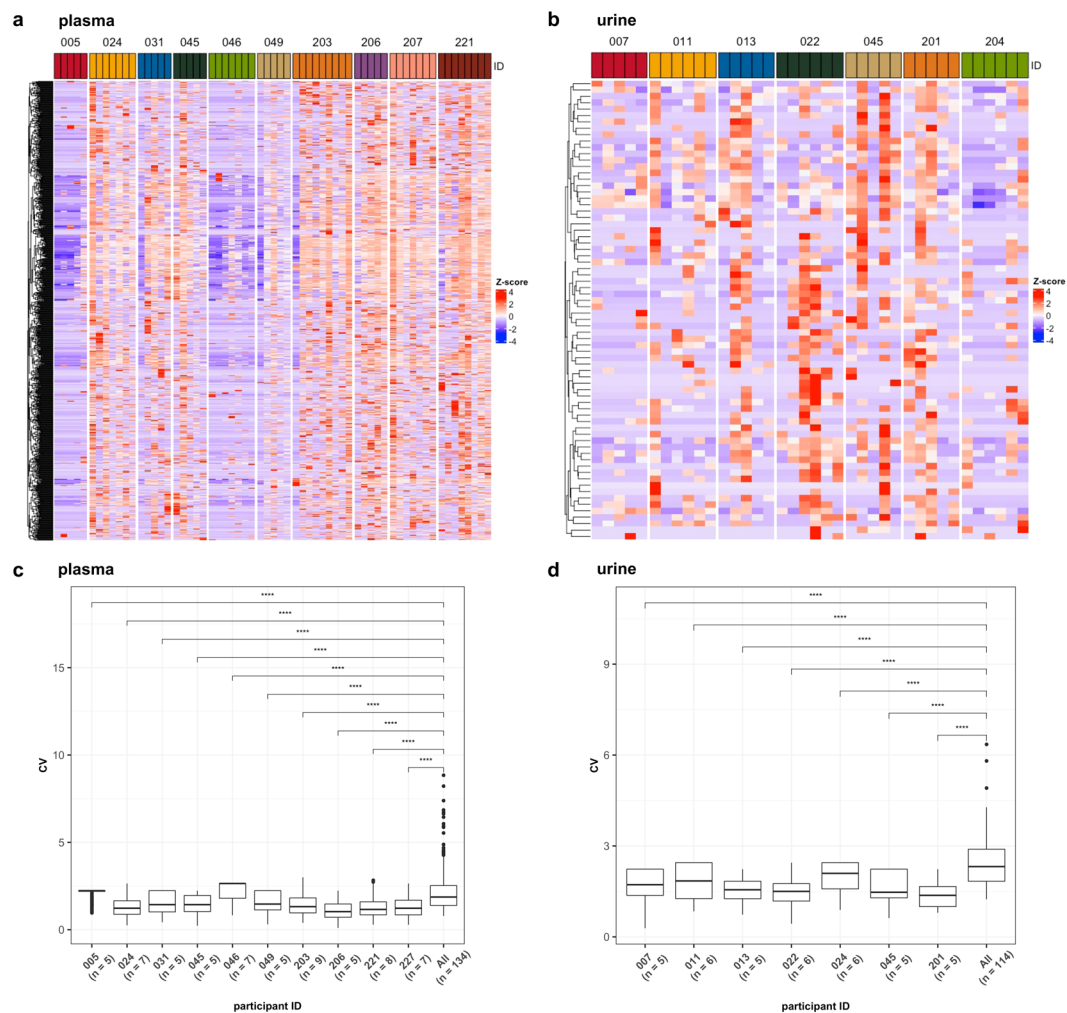 a plasma
005 024 031 045 046 049 203 206 207 221
ID
Z-score
4
2
0
-2
-4
b urine
007 011 013 022 045 201 204
ID
Z-score
4
2
0
-2
-4
c plasma
****
****
****
****
****
****
****
****
****
****
15
10
5
0
CV
005 (n = 5)
024 (n = 7)
031 (n = 5)
045 (n = 5)
046 (n = 7)
049 (n = 5)
203 (n = 9)
206 (n = 5)
221 (n = 8)
227 (n = 7)
All (n = 134)
participant ID
d urine
****
****
****
****
****
****
****
9
6
3
0
CV
007 (n = 5)
011 (n = 6)
013 (n = 5)
022 (n = 6)
024 (n = 6)
045 (n = 5)
201 (n = 5)
All (n = 114)
participant ID